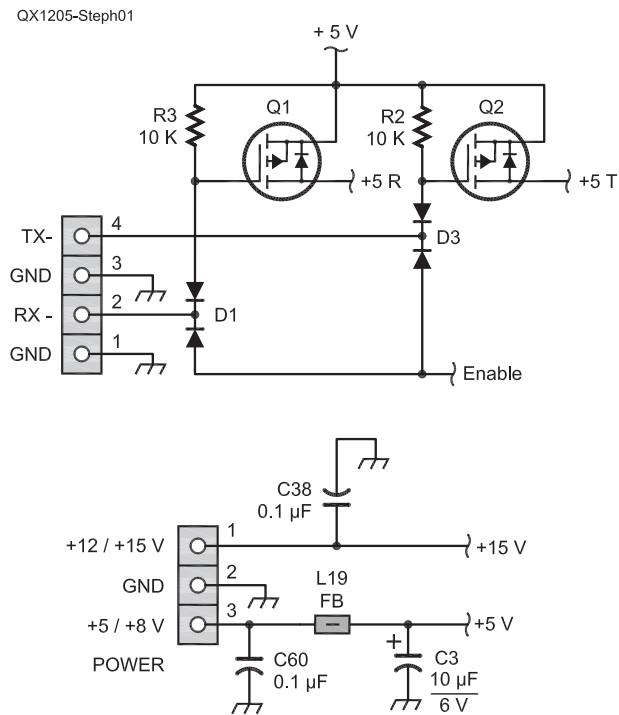 QX1205-Steph01
+ 5 V
R3
10 K
Q1
R2
10 K
Q2
+5 R
+5 T
TX-
4
D3
GND
3
RX -
2
D1
GND
1
Enable
C38
0.1 µF
+12 / +15 V
1
+15 V
GND
2
L19
FB
+5 / +8 V
3
+5 V
POWER
C60
0.1 µF
+
C3
10 µF
6 V